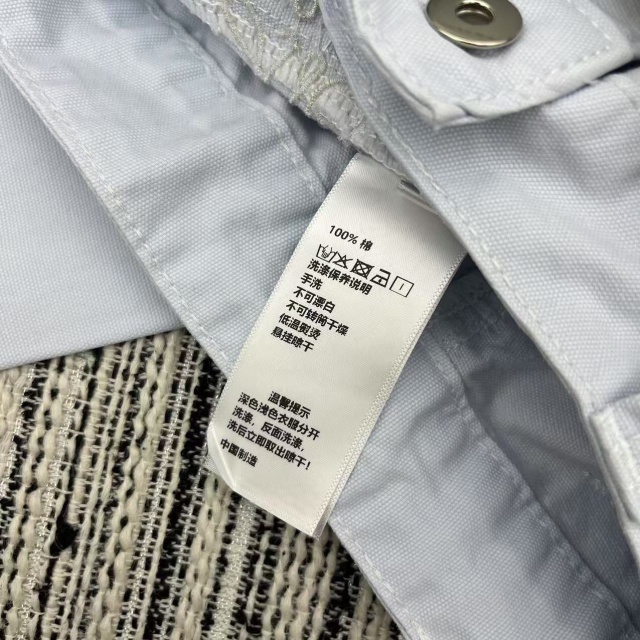 100% 棉
洗涤保养说明
手洗
不可漂白
不可转筒干燥
低温熨烫
悬挂晾干
温馨提示
深色浅色衣服分开
洗涤，反面洗涤，
洗后立即取出晾干!
中国制造